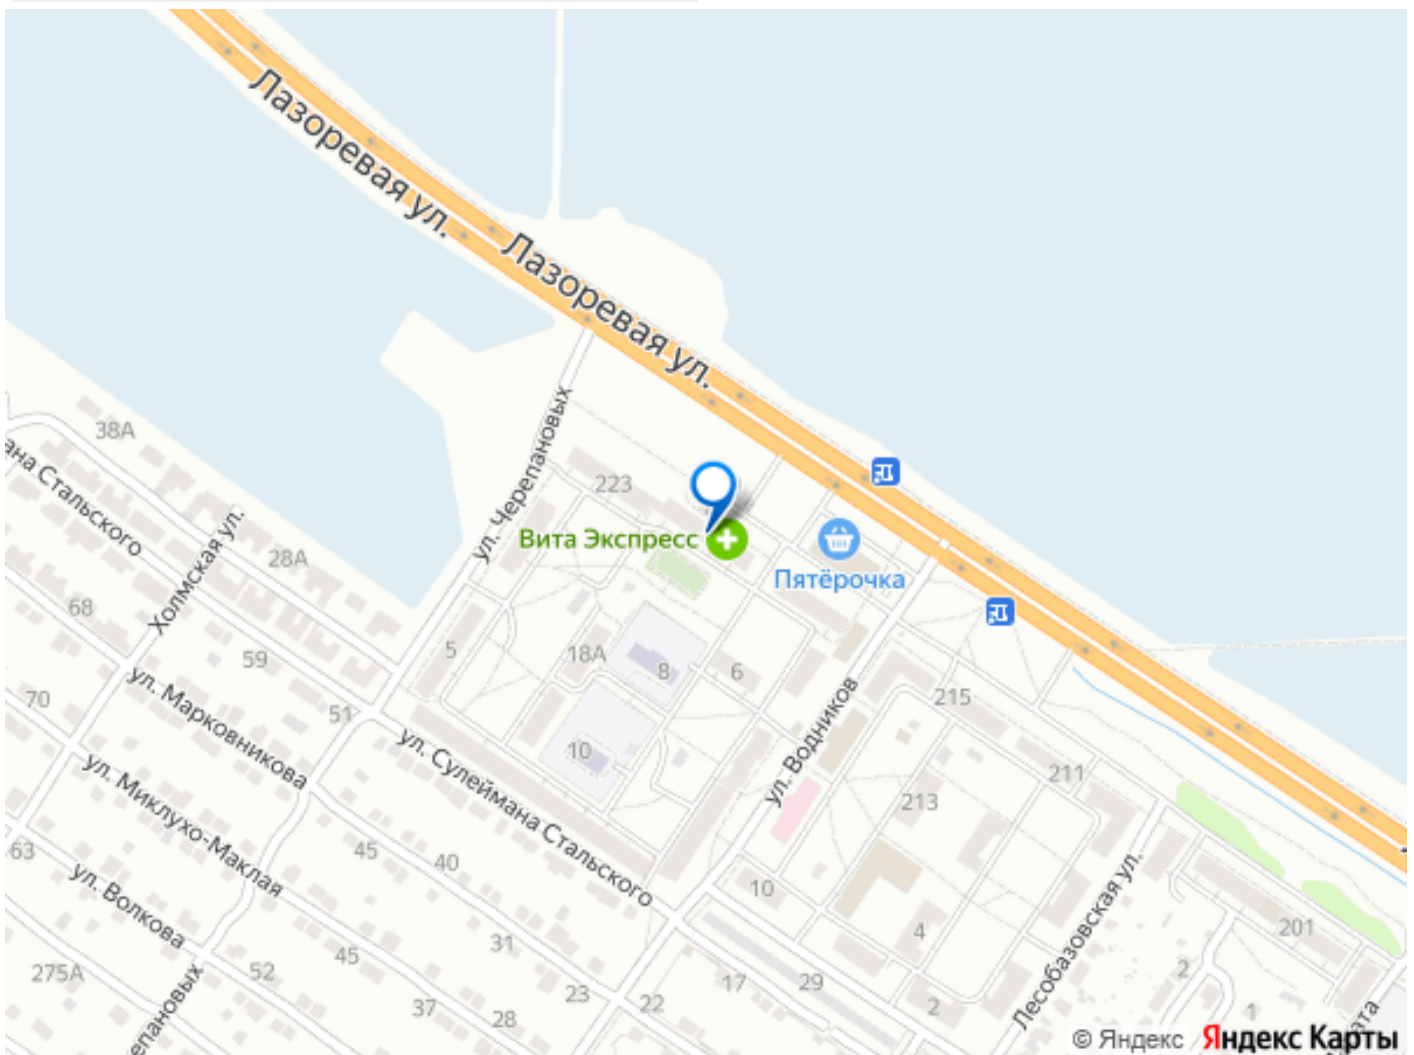 Лазоревая ул.
Лазоревая ул.
38А
ана Стальского
ул. Черепановых
223
Вита Экспресс
Пятёрочка
Холмская ул.
28А
68
59
5
18А
8
6
215
70
ул. Марковникова
51
10
ул. Сулеймана Стальского
ул. Водников
211
213
ул. Миклухо-Маклая
63
45
40
10
Лесобазовская ул.
ул. Волкова
4
201
31
45
275А
52
17
29
2
23
22
37
28
2
1
епановых
ата
© Яндекс Яндекс Карты